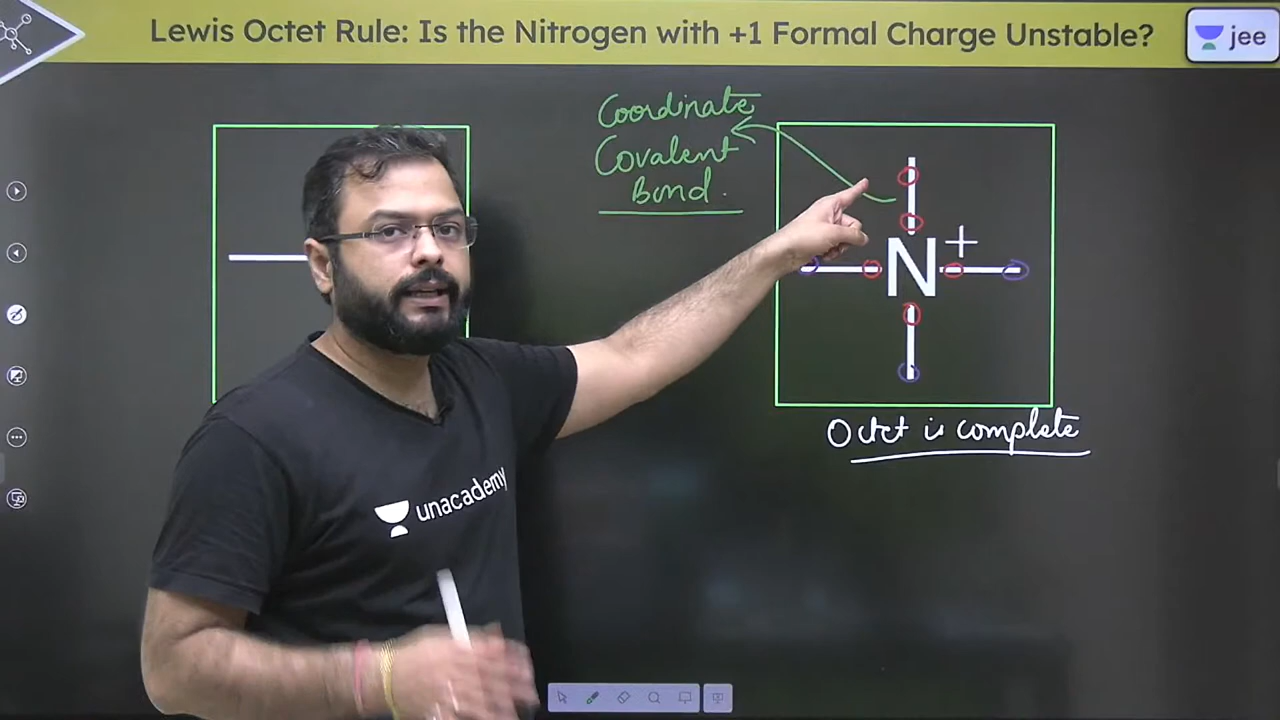 Lewis Octet Rule: Is the Nitrogen with +1 Formal Charge Unstable?
jee
Coordinate
Covalent
Bond.
N+
Octet is complete
unacademy